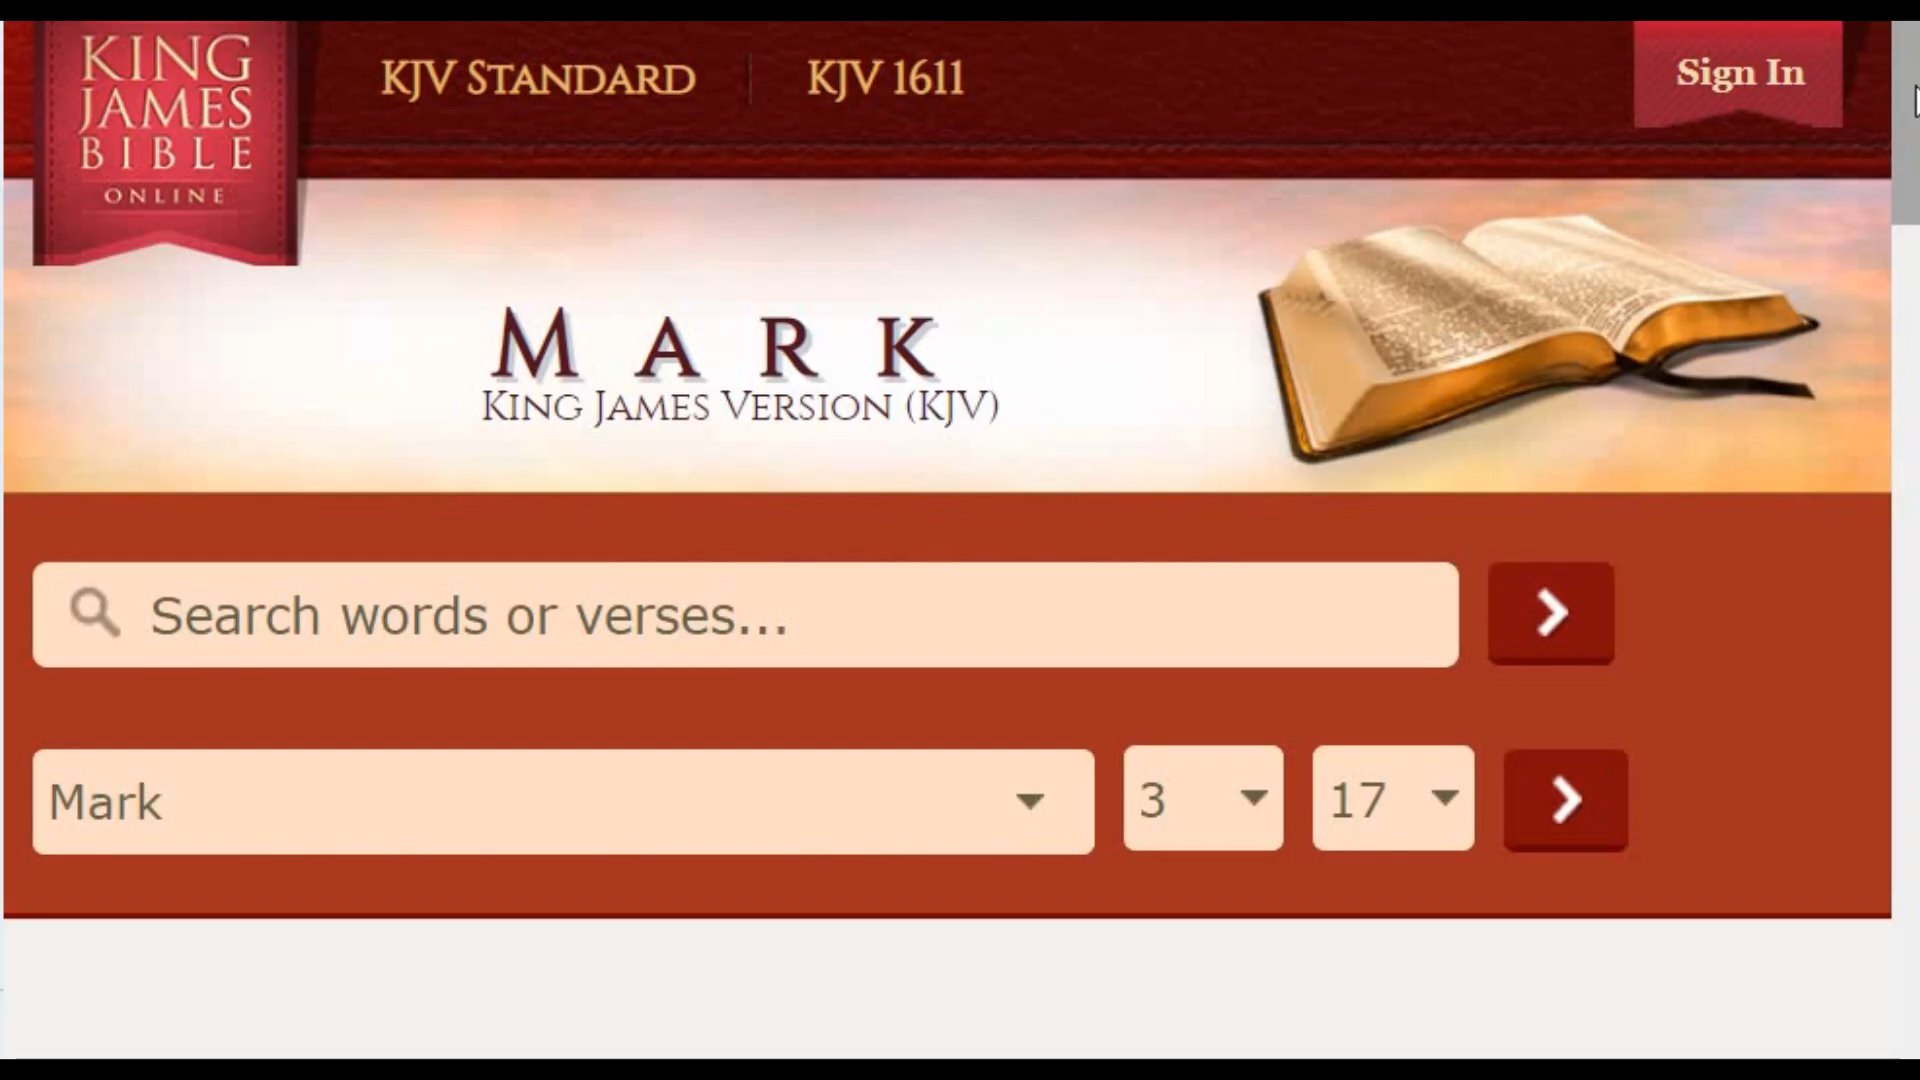 KING
JAMES
BIBLE
ONLINE
KJV STANDARD
KJV 1611
Sign In
MARK
KING JAMES VERSION (KJV)
Search words or verses...
Mark
3
17